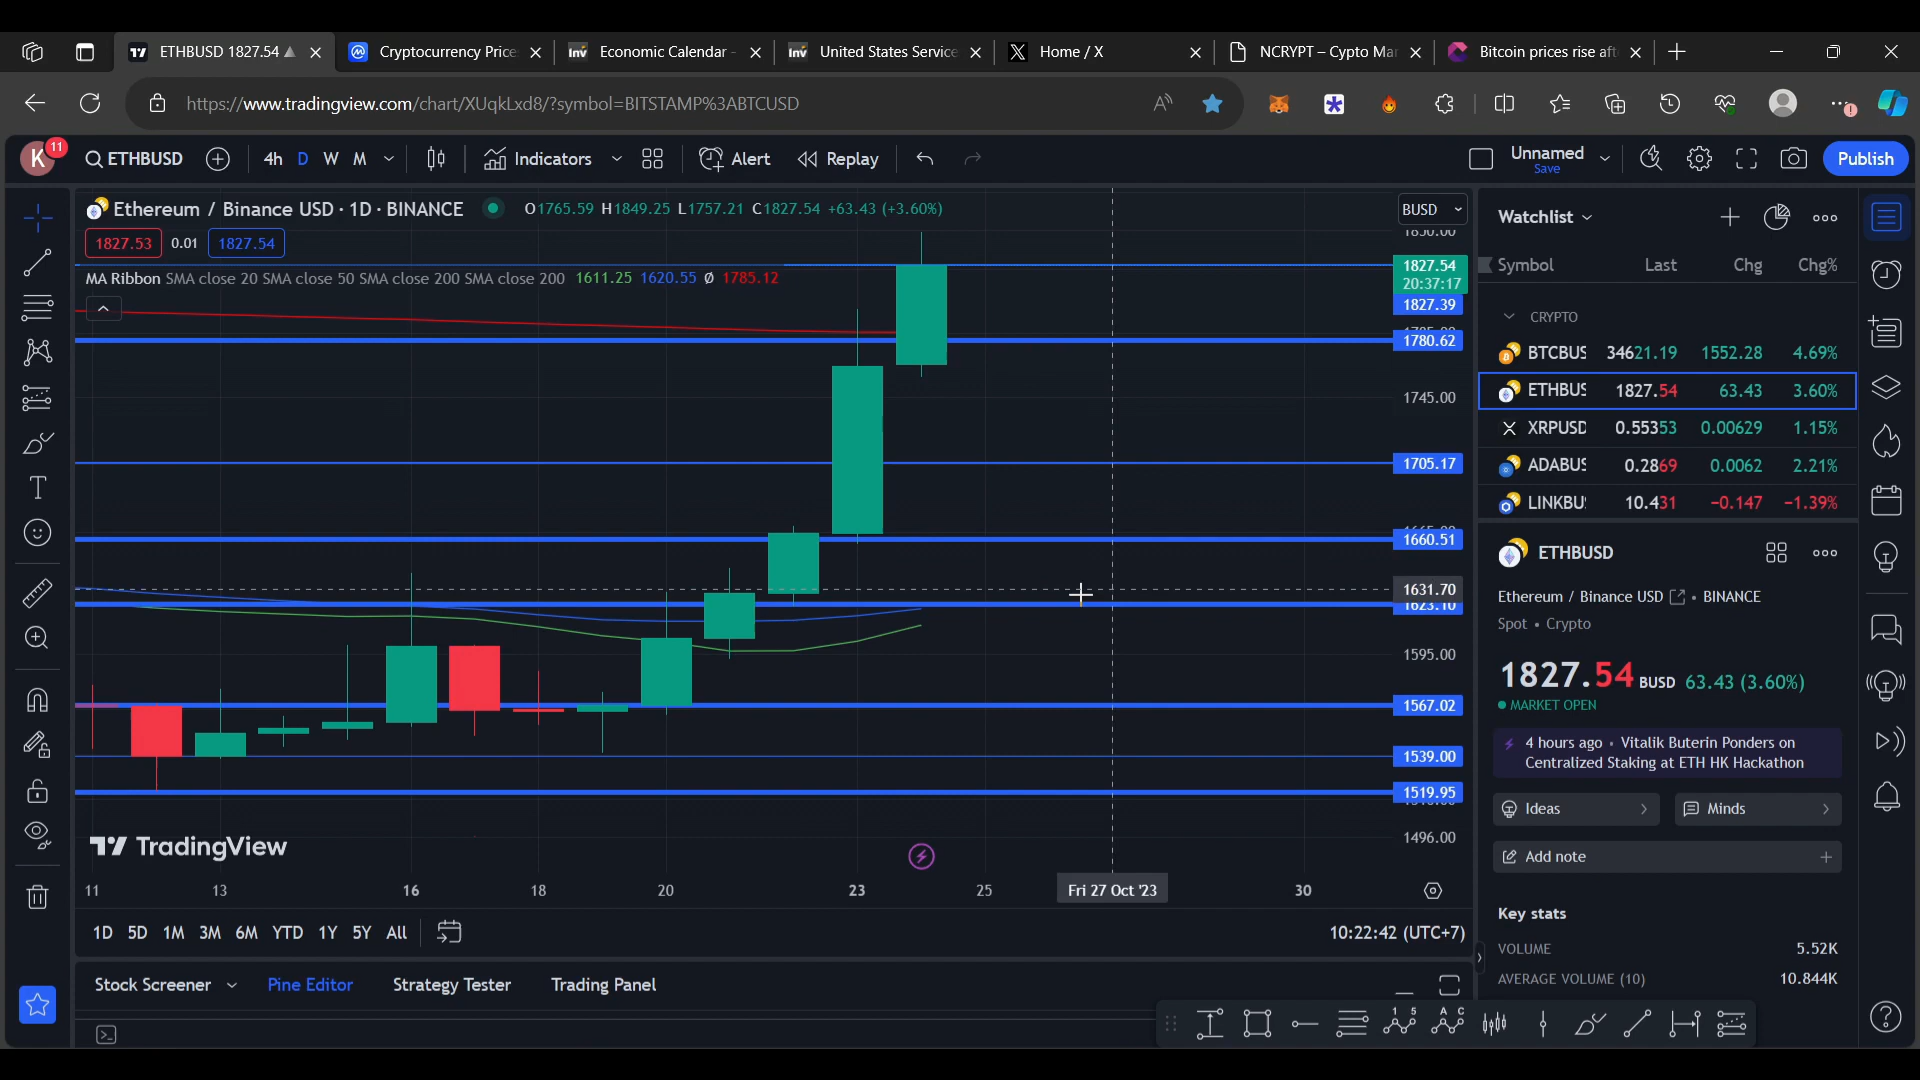 ETHBUSD 1827.54
Cryptocurrency Price
Economic Calendar -
United States Service
Home / X
NCRYPT – Cypto Mar
Bitcoin prices rise aft
https://www.tradingview.com/chart/XUqkLxd8/?symbol=BITSTAMP%3ABTCUSD
K 11 ETHBUSD 4h D W M Indicators Alert Replay Unnamed Save Publish
Ethereum / Binance USD · 1D · BINANCE O1765.59 H1849.25 L1757.21 C1827.54 +63.43 (+3.60%)
BUSD
1827.53 0.01 1827.54
MA Ribbon SMA close 20 SMA close 50 SMA close 200 SMA close 200 1611.25 1620.55 Ø 1785.12
1850.00
1827.54
20:37:17
1827.39
1780.62
1745.00
1705.17
1660.51
1631.70
1623.10
1595.00
1567.02
1539.00
1519.95
1496.00
TradingView
11 13 16 18 20 23 25 Fri 27 Oct '23 30
1D 5D 1M 3M 6M YTD 1Y 5Y All 10:22:42 (UTC+7)
Stock Screener Pine Editor Strategy Tester Trading Panel
Watchlist
Symbol Last Chg Chg%
CRYPTO
BTCBUS 34621.19 1552.28 4.69%
ETHBUS 1827.54 63.43 3.60%
XRPUSD 0.55353 0.00629 1.15%
ADABUS 0.2869 0.0062 2.21%
LINKBU 10.431 −0.147 −1.39%
ETHBUSD
Ethereum / Binance USD • BINANCE
Spot • Crypto
1827.54 BUSD 63.43 (3.60%)
MARKET OPEN
4 hours ago • Vitalik Buterin Ponders on
Centralized Staking at ETH HK Hackathon
Ideas Minds
Add note
Key stats
VOLUME 5.52K
AVERAGE VOLUME (10) 10.844K